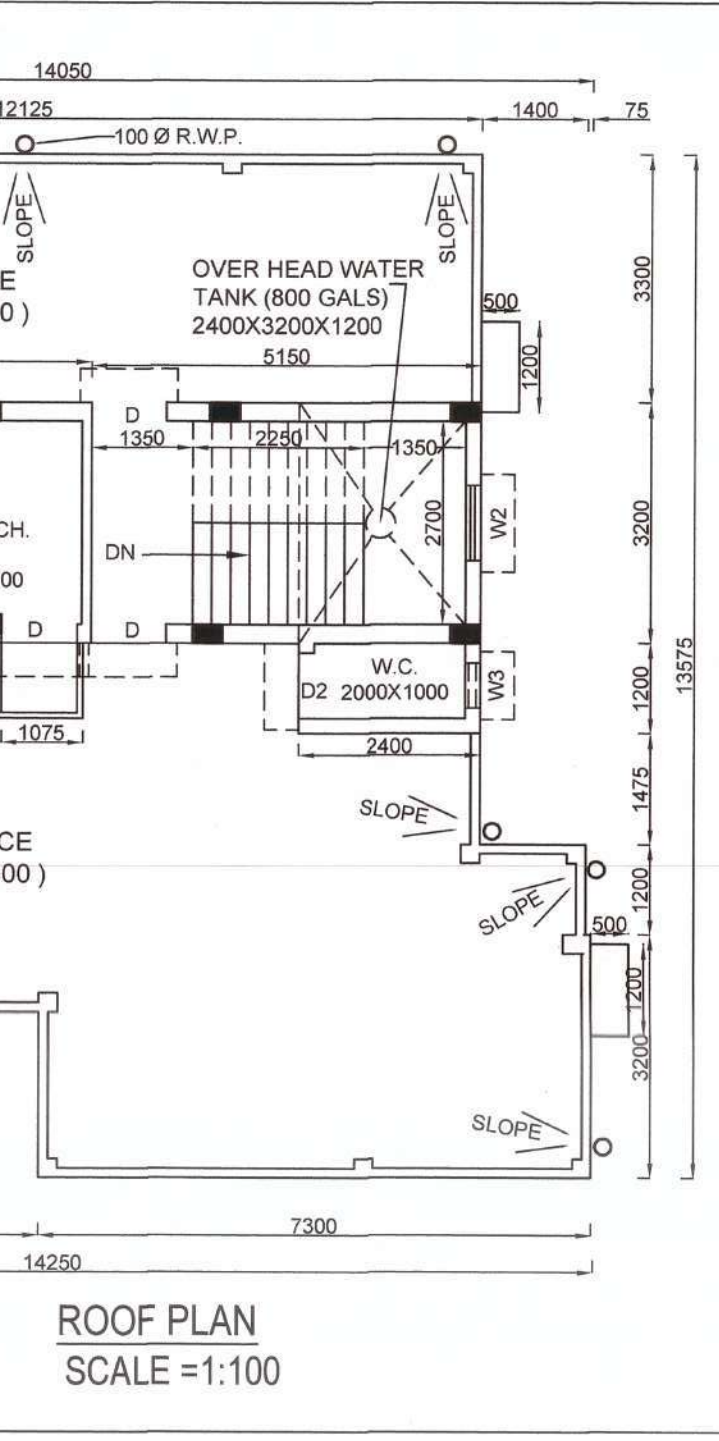 14050
12125
1400
75
100 Ø R.W.P.
SLOPE
SLOPE
E
0 )
OVER HEAD WATER
TANK (800 GALS)
2400X3200X1200
3300
500
1200
5150
D
1350
2250
1350
CH.
00
DN
2700
W2
3200
13575
D
D
W.C.
D2 2000X1000
W3
1200
1075
2400
1475
SLOPE
CE
00 )
SLOPE
1200
500
1200
3200
SLOPE
7300
14250
ROOF PLAN
SCALE =1:100